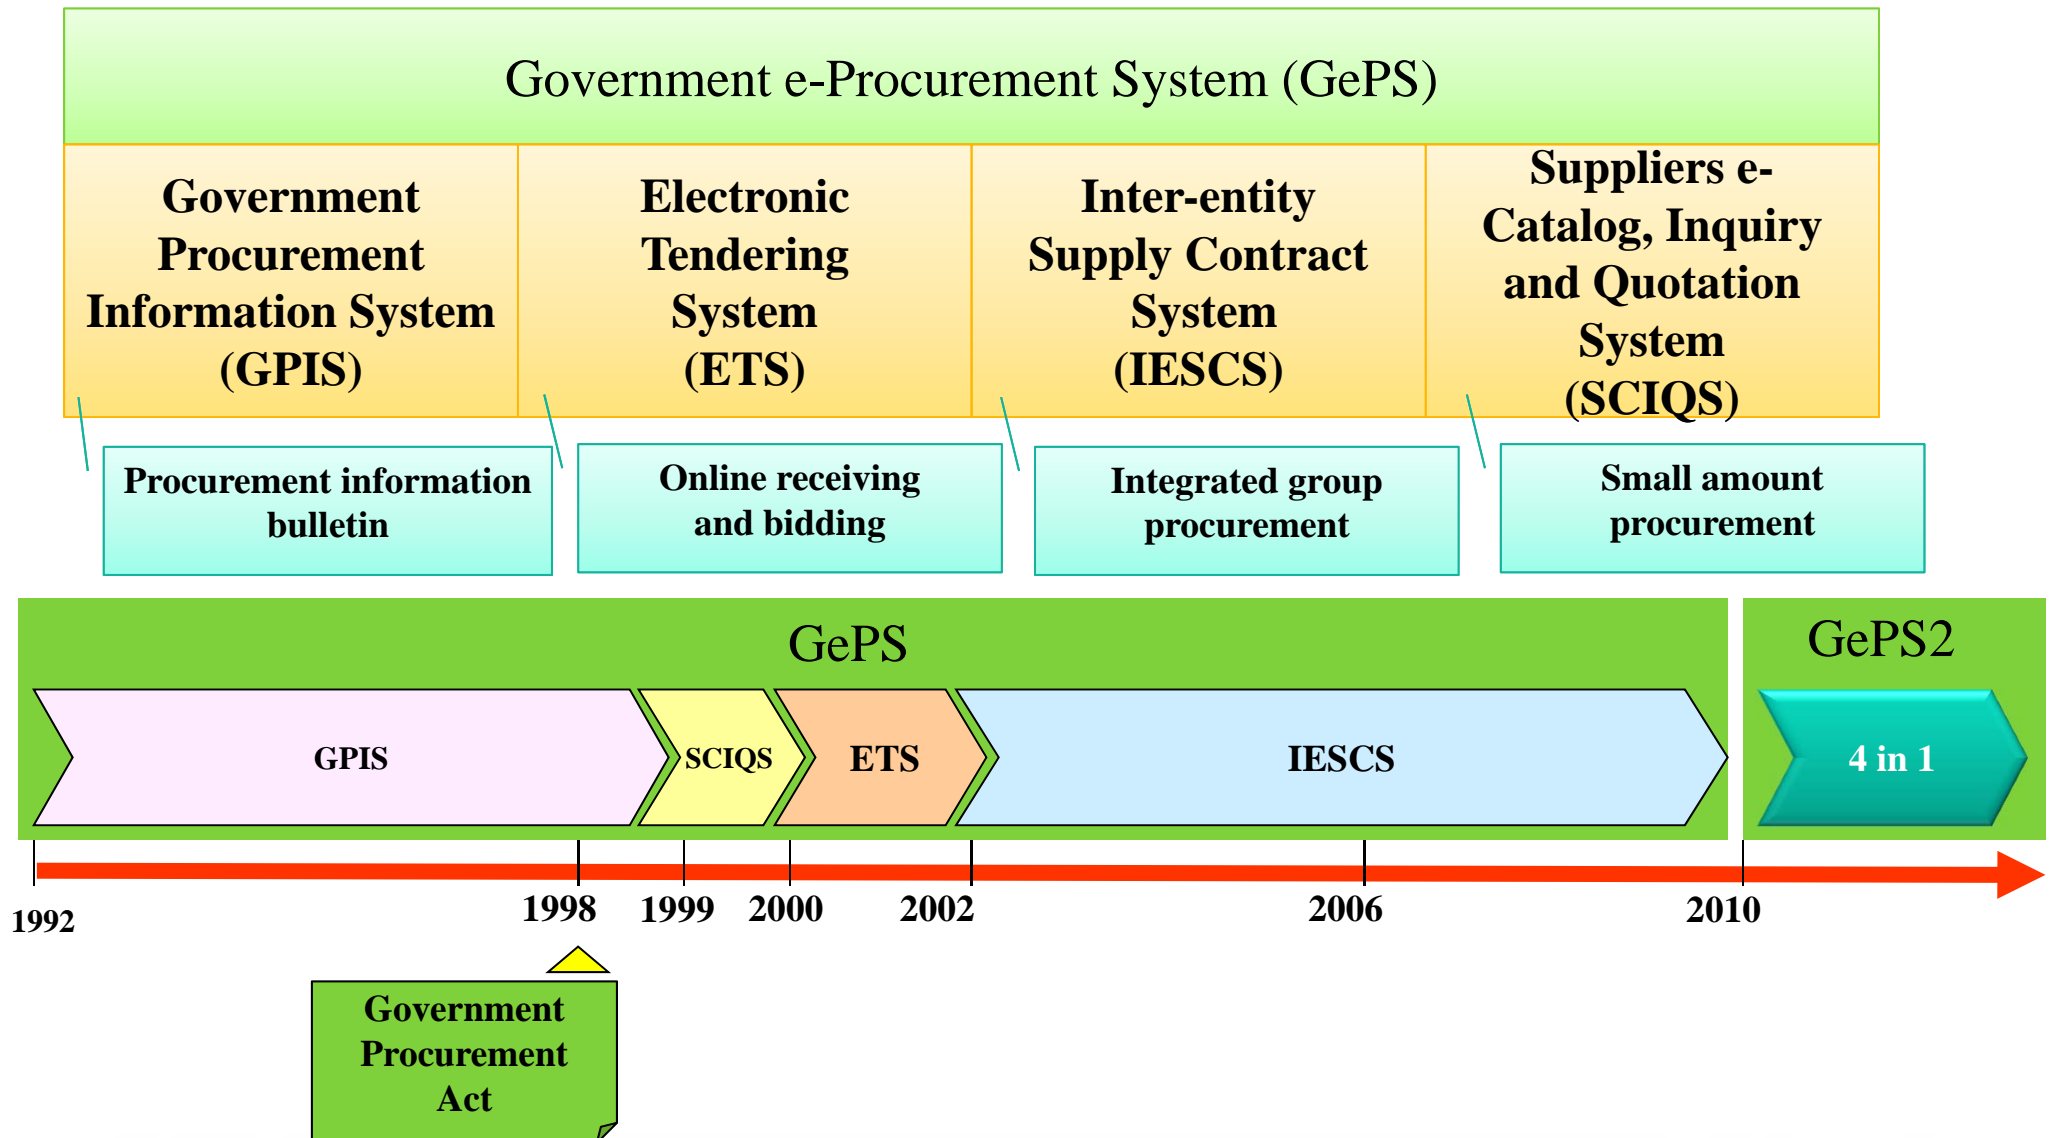 Government e-Procurement System (GePS)
Government
Procurement
Information System
(GPIS)
Electronic
Tendering
System
(ETS)
Inter-entity
Supply Contract
System
(IESCS)
Suppliers e-
Catalog, Inquiry
and Quotation
System
(SCIQS)
Procurement information
bulletin
Online receiving
and bidding
Integrated group
procurement
Small amount
procurement
GePS
GePS2
GPIS
SCIQS
ETS
IESCS
4 in 1
1992
1998
1999
2000
2002
2006
2010
Government
Procurement
Act